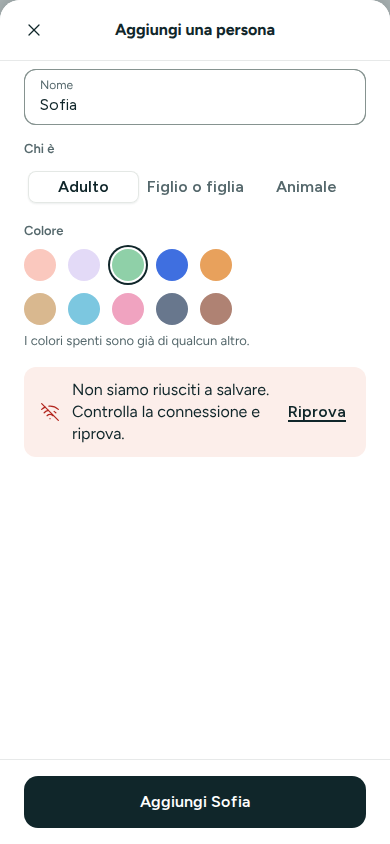 Aggiungi una persona
Nome
Sofia
Chi è
Adulto
Figlio o figlia
Animale
Colore
I colori spenti sono già di qualcun altro.
Non siamo riusciti a salvare.
Controlla la connessione e
riprova.
Riprova
Aggiungi Sofia